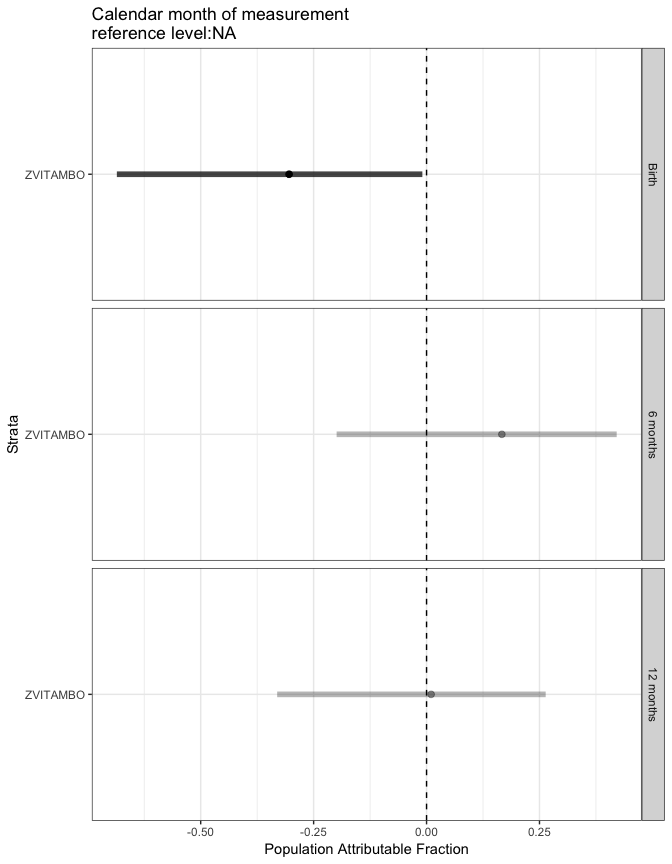 Calendar month of measurement
reference level:NA
ZVITAMBO
Birth
ZVITAMBO
6 months
Strata
ZVITAMBO
12 months
-0.50
-0.25
0.00
0.25
Population Attributable Fraction